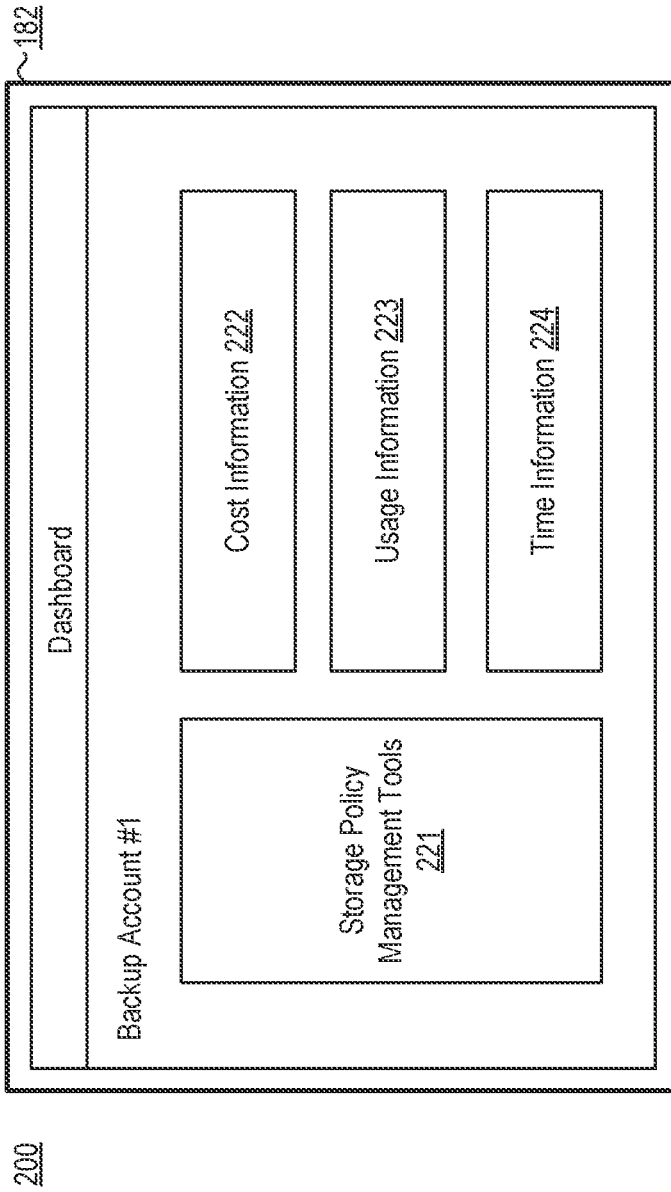 200
182
Dashboard
Backup Account #1
Storage Policy
Management Tools
221
Cost Information 222
Usage Information 223
Time Information 224